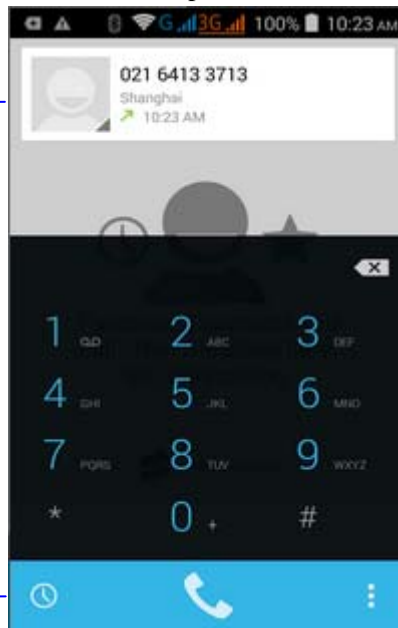 G 3G 100% 10:23 AM
021 6413 3713
Shanghai
10:23 AM
1
2 ABC
3 DEF
4 GHI
5 JKL
6 MNO
7 PQRS
8 TUV
9 WXYZ
*
0 +
#